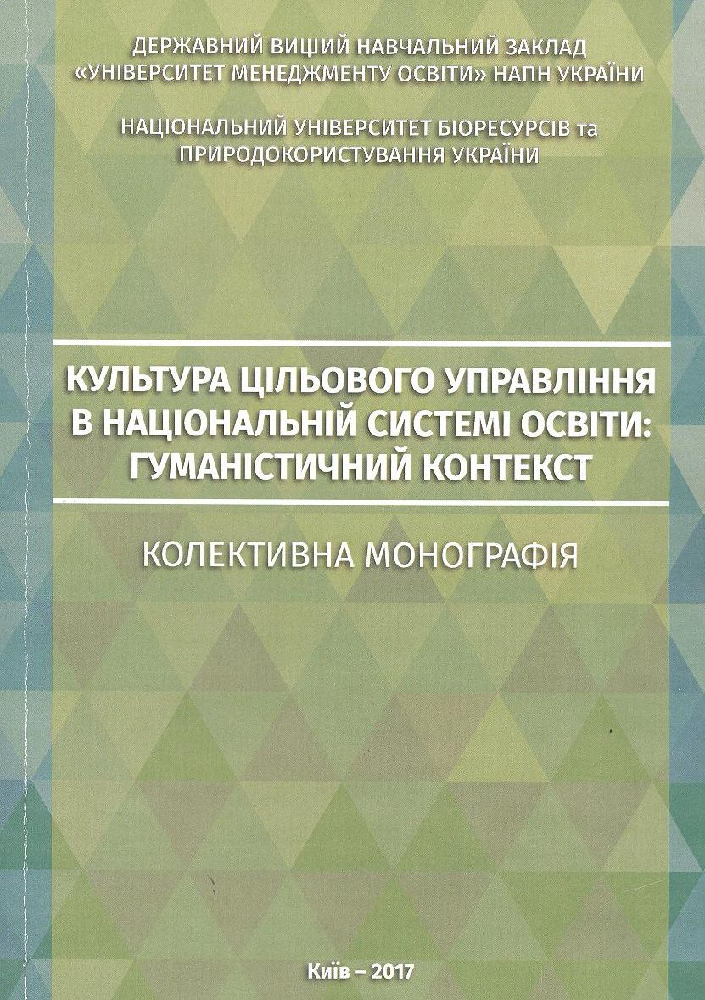 ДЕРЖАВНИЙ ВИЩИЙ НАВЧАЛЬНИЙ ЗАКЛАД
«УНІВЕРСИТЕТ МЕНЕДЖМЕНТУ ОСВІТИ» НАПН УКРАЇНИ
НАЦІОНАЛЬНИЙ УНІВЕРСИТЕТ БІОРЕСУРСІВ та
ПРИРОДОКОРИСТУВАННЯ УКРАЇНИ
КУЛЬТУРА ЦІЛЬОВОГО УПРАВЛІННЯ
В НАЦІОНАЛЬНІЙ СИСТЕМІ ОСВІТИ:
ГУМАНІСТИЧНИЙ КОНТЕКСТ
КОЛЕКТИВНА МОНОГРАФІЯ
Київ – 2017